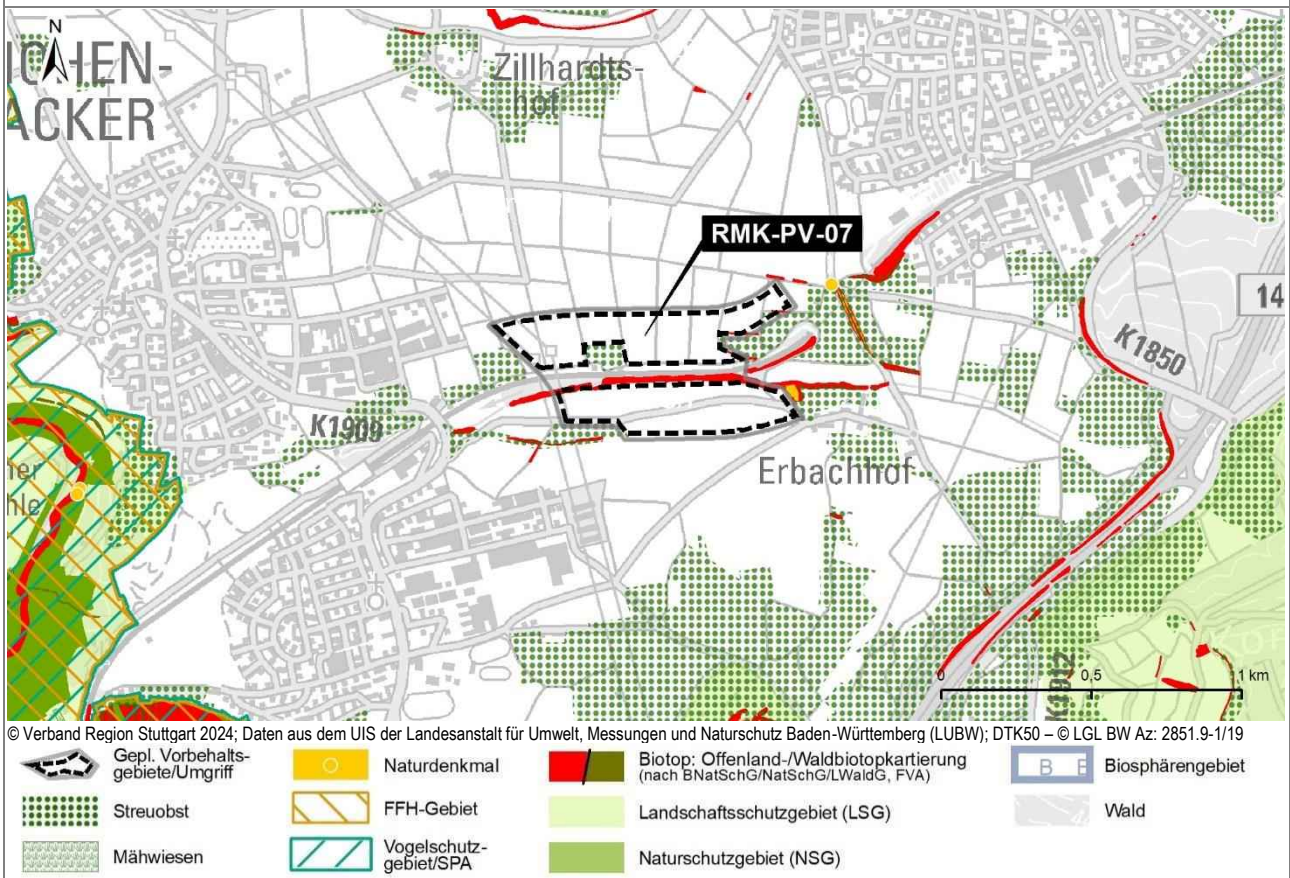 N
Zillhardts-
hof
ACKER
RMK-PV-07
14
K1850
K1909
Erbachhof
hle
K1912
0
0,5
1 km
© Verband Region Stuttgart 2024; Daten aus dem UIS der Landesanstalt für Umwelt, Messungen und Naturschutz Baden-Württemberg (LUBW); DTK50 – © LGL BW Az: 2851.9-1/19
Gepl. Vorbehalts-
gebiete/Umgriff
Naturdenkmal
Biotop: Offenland-/Waldbiotopkartierung
(nach BNatSchG/NatSchG/LWaldG, FVA)
B B
Biosphärengebiet
Streuobst
FFH-Gebiet
Landschaftsschutzgebiet (LSG)
Wald
Mähwiesen
Vogelschutz-
gebiet/SPA
Naturschutzgebiet (NSG)